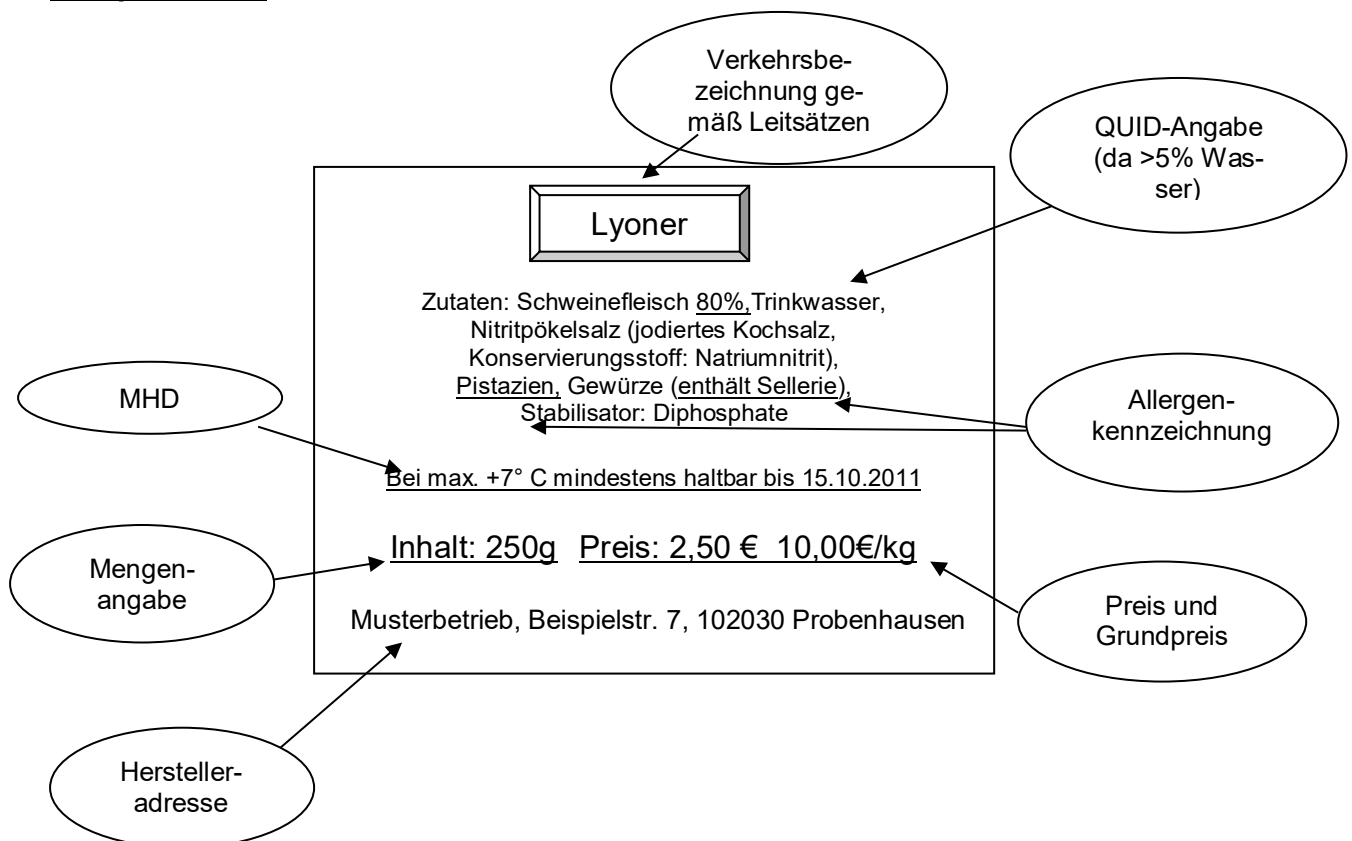 Verkehrsbe-
zeichnung ge-
mäß Leitsätzen
QUID-Angabe
(da >5% Was-
ser)
Lyoner
Zutaten: Schweinefleisch 80%,Trinkwasser,
Nitritpökelsalz (jodiertes Kochsalz,
Konservierungsstoff: Natriumnitrit),
Pistazien, Gewürze (enthält Sellerie),
Stabilisator: Diphosphate
MHD
Allergen-
kennzeichnung
Bei max. +7° C mindestens haltbar bis 15.10.2011
Inhalt: 250g Preis: 2,50 € 10,00€/kg
Mengen-
angabe
Preis und
Grundpreis
Musterbetrieb, Beispielstr. 7, 102030 Probenhausen
Hersteller-
adresse